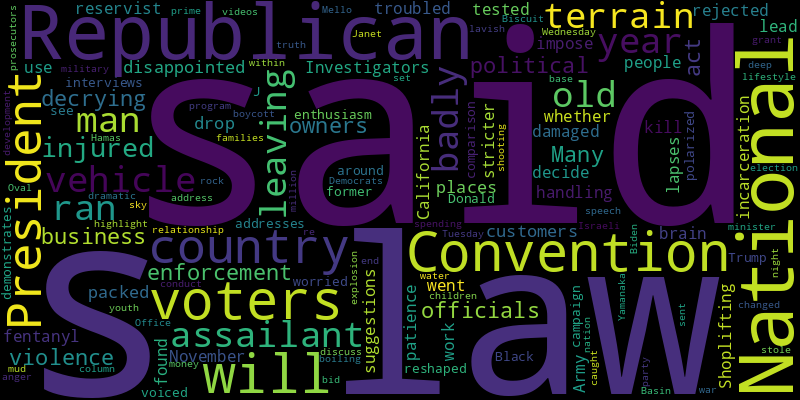 reservist
prime
videos
Mello
troubled
tested
Biscuit
Wednesday
terrain
rejected
Republican
lavish
Janet
truth
impose
year
act
lead
grant
prosecutors
use
military
disappointed
within
Investigators
set
political
base
people
deep
lifestyle
interviews
decrying
see
man
program
boycott
enthusiasm
badly
comparison
stricter
old
whether
kill
polarized
National
development
Hamas
families
drop
J
owners
leaving
said
shooting
damaged
Many
decide
lapses
incarceration
election
President
injured
vehicle
rock
million
around
Democrats
former
California
places
Donald
handling
Oval
ran
dramatic
sky
address
addresses
spending
speech
Israeli
demonstrates
highlight
business
relationship
country
re
Tuesday
customers
Biden
brain
minister
Trump
night
S
law
enforcement
worried
explosion
end
suggestions
Convention
water
went
children
officials
campaign
nation
Yamanaka
sent
changed
packed
conduct
youth
Office
voters
fentanyl
violence
column
mud
anger
found
voiced
November
money
assailant
will
discuss
boiling
bid
patience
reshaped
work
Black
Army
caught
Basin
party
war
Shoplifting
stole